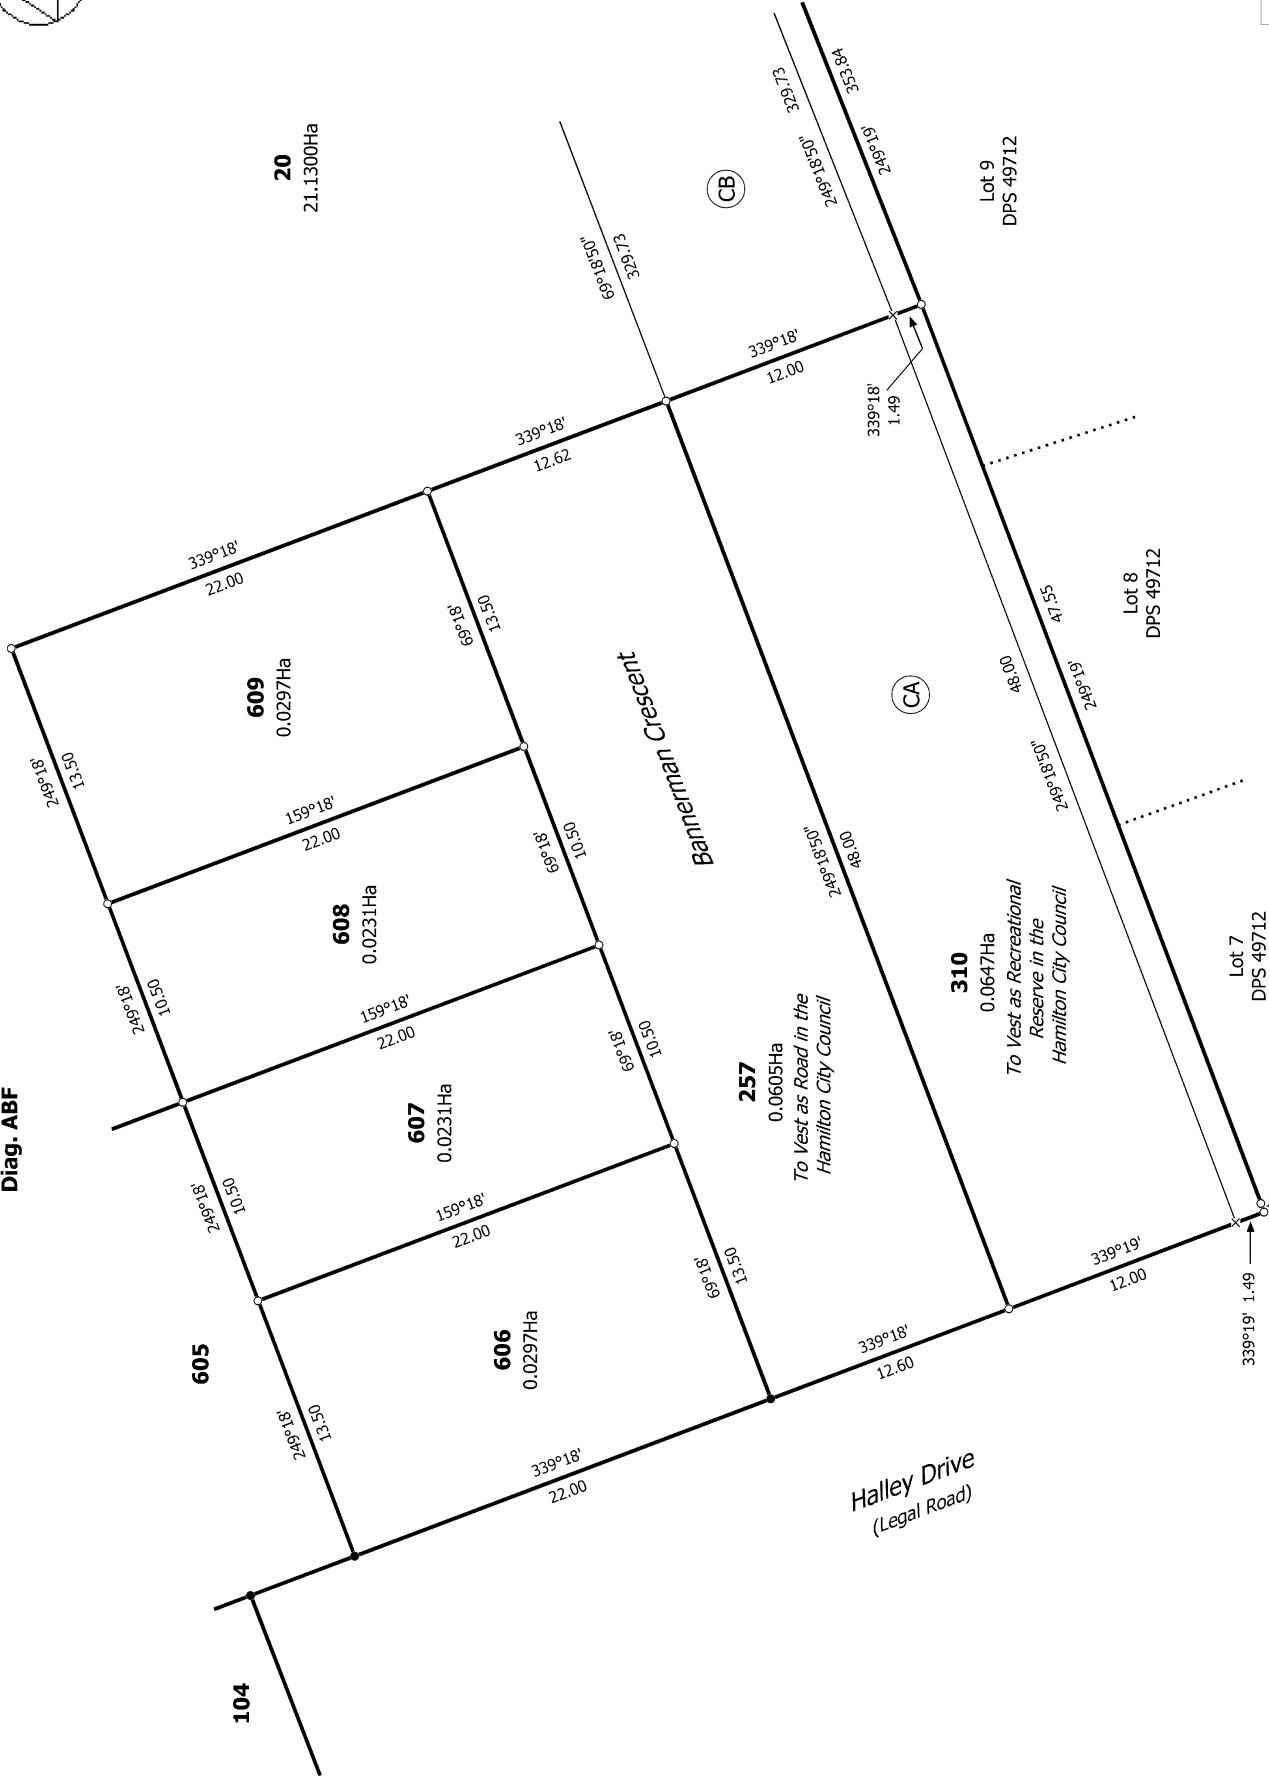 Diag. ABF
20
21.1300Ha
329.73
249°18'50"
353.84
249°19'
CB
69°18'50"
329.73
Lot 9
DPS 49712
339°18'
12.00
339°18'
1.49
339°18'
12.62
339°18'
22.00
249°18'
13.50
609
0.0297Ha
69°18'
13.50
159°18'
22.00
249°18'
10.50
608
0.0231Ha
69°18'
10.50
159°18'
22.00
249°18'
10.50
607
0.0231Ha
69°18'
10.50
159°18'
22.00
605
249°18'
13.50
606
0.0297Ha
69°18'
13.50
339°18'
22.00
Bannerman Crescent
257
0.0605Ha
To Vest as Road in the
Hamilton City Council
249°18'50"
48.00
CA
310
0.0647Ha
To Vest as Recreational
Reserve in the
Hamilton City Council
48.00
249°18'50"
47.55
249°19'
Lot 8
DPS 49712
Lot 7
DPS 49712
339°18'
12.60
339°19'
12.00
339°19' 1.49
Halley Drive
(Legal Road)
104